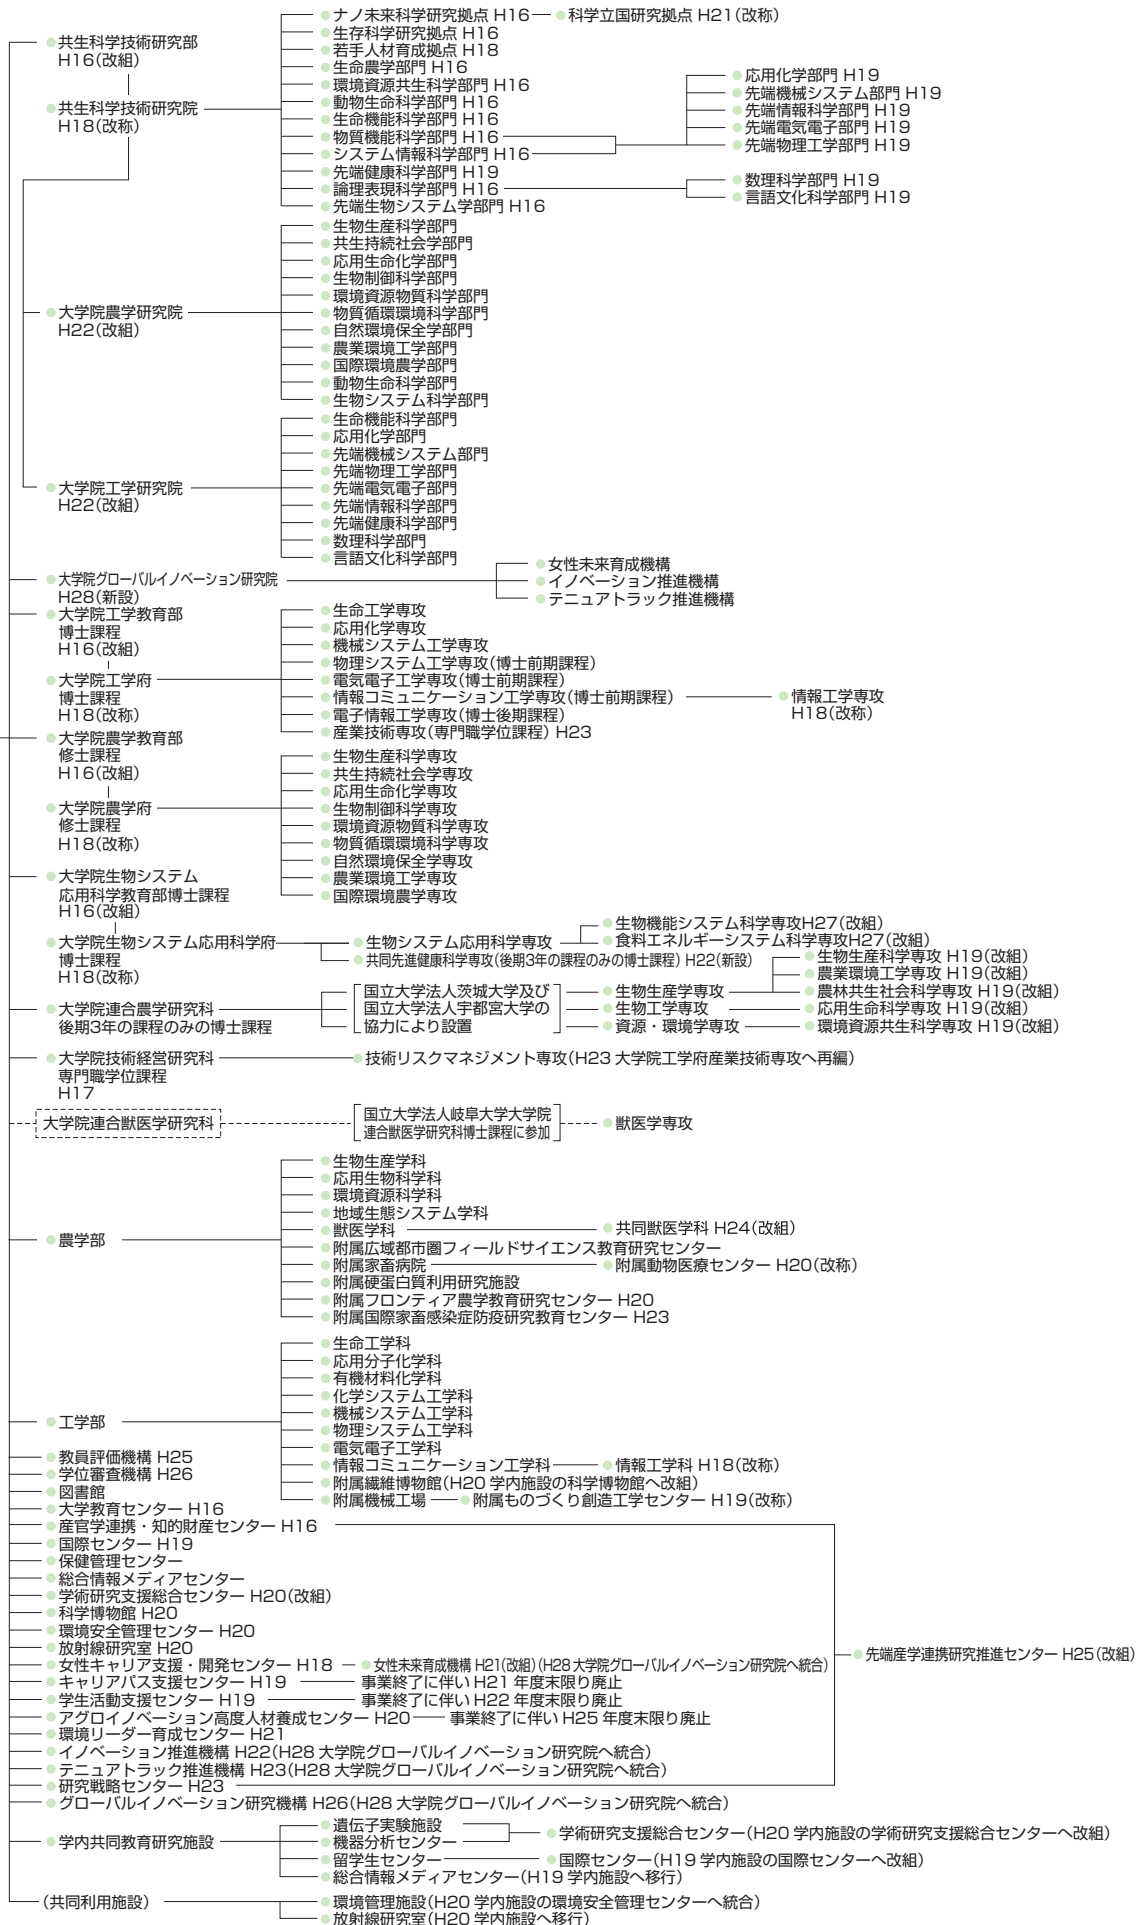 共生科学技術研究部
H16(改組)
共生科学技術研究院
H18(改称)
ナノ未来科学研究拠点 H16
科学立国研究拠点 H21(改称)
生存科学研究拠点 H16
若手人材育成拠点 H18
生命農学部門 H16
環境資源共生科学部門 H16
動物生命科学部門 H16
生命機能科学部門 H16
物質機能科学部門 H16
システム情報科学部門 H16
先端健康科学部門 H19
論理表現科学部門 H16
先端生物システム学部門 H16
応用化学部門 H19
先端機械システム部門 H19
先端情報科学部門 H19
先端電気電子部門 H19
先端物理工学部門 H19
数理科学部門 H19
言語文化科学部門 H19
大学院農学研究院
H22(改組)
生物生産科学部門
共生持続社会学部門
応用生命化学部門
生物制御科学部門
環境資源物質科学部門
物質循環環境科学部門
自然環境保全学部門
農業環境工学部門
国際環境農学部門
動物生命科学部門
生物システム科学部門
大学院工学研究院
H22(改組)
生命機能科学部門
応用化学部門
先端機械システム部門
先端物理工学部門
先端電気電子部門
先端情報科学部門
先端健康科学部門
数理科学部門
言語文化科学部門
大学院グローバルイノベーション研究院
H28(新設)
女性未来育成機構
イノベーション推進機構
テニュアトラック推進機構
大学院工学教育部
博士課程
H16(改組)
大学院工学府
博士課程
H18(改称)
生命工学専攻
応用化学専攻
機械システム工学専攻
物理システム工学専攻(博士前期課程)
電気電子工学専攻(博士前期課程)
情報コミュニケーション工学専攻(博士前期課程)
情報工学専攻
H18(改称)
電子情報工学専攻(博士後期課程)
産業技術専攻(専門職学位課程) H23
大学院農学教育部
修士課程
H16(改組)
大学院農学府
修士課程
H18(改称)
生物生産科学専攻
共生持続社会学専攻
応用生命化学専攻
生物制御科学専攻
環境資源物質科学専攻
物質循環環境科学専攻
自然環境保全学専攻
農業環境工学専攻
国際環境農学専攻
大学院生物システム
応用科学教育部博士課程
H16(改組)
大学院生物システム応用科学府
博士課程
H18(改称)
生物システム応用科学専攻
共同先進健康科学専攻(後期3年の課程のみの博士課程) H22(新設)
生物機能システム科学専攻H27(改組)
食料エネルギーシステム科学専攻H27(改組)
大学院連合農学研究科
後期3年の課程のみの博士課程
国立大学法人茨城大学及び
国立大学法人宇都宮大学の
協力により設置
生物生産学専攻
生物工学専攻
資源・環境学専攻
生物生産科学専攻 H19(改組)
農業環境工学専攻 H19(改組)
農林共生社会科学専攻 H19(改組)
応用生命科学専攻 H19(改組)
環境資源共生科学専攻 H19(改組)
大学院技術経営研究科
専門職学位課程
H17
技術リスクマネジメント専攻(H23 大学院工学府産業技術専攻へ再編)
大学院連合獣医学研究科
国立大学法人岐阜大学大学院
連合獣医学研究科博士課程に参加
獣医学専攻
農学部
生物生産学科
応用生物科学科
環境資源科学科
地域生態システム学科
獣医学科
共同獣医学科 H24(改組)
附属広域都市圏フィールドサイエンス教育研究センター
附属家畜病院
附属動物医療センター H20(改称)
附属硬蛋白質利用研究施設
附属フロンティア農学教育研究センター H20
附属国際家畜感染症防疫研究教育センター H23
工学部
生命工学科
応用分子化学科
有機材料化学科
化学システム工学科
機械システム工学科
物理システム工学科
電気電子工学科
情報コミュニケーション工学科
情報工学科 H18(改称)
附属繊維博物館(H20 学内施設の科学博物館へ改組)
附属機械工場
附属ものづくり創造工学センター H19(改称)
教員評価機構 H25
学位審査機構 H26
図書館
大学教育センター H16
産官学連携・知的財産センター H16
国際センター H19
保健管理センター
総合情報メディアセンター
学術研究支援総合センター H20(改組)
科学博物館 H20
環境安全管理センター H20
放射線研究室 H20
女性キャリア支援・開発センター H18
女性未来育成機構 H21(改組)(H28 大学院グローバルイノベーション研究院へ統合)
先端産学連携研究推進センター H25(改組)
キャリアパス支援センター H19
事業終了に伴い H21 年度末限り廃止
学生活動支援センター H19
事業終了に伴い H22 年度末限り廃止
アグロイノベーション高度人材養成センター H20
事業終了に伴い H25 年度末限り廃止
環境リーダー育成センター H21
イノベーション推進機構 H22(H28 大学院グローバルイノベーション研究院へ統合)
テニュアトラック推進機構 H23(H28 大学院グローバルイノベーション研究院へ統合)
研究戦略センター H23
グローバルイノベーション研究機構 H26(H28 大学院グローバルイノベーション研究院へ統合)
学内共同教育研究施設
遺伝子実験施設
機器分析センター
学術研究支援総合センター(H20 学内施設の学術研究支援総合センターへ改組)
留学生センター
国際センター(H19 学内施設の国際センターへ改組)
総合情報メディアセンター(H19 学内施設へ移行)
(共同利用施設)
環境管理施設(H20 学内施設の環境安全管理センターへ統合)
放射線研究室(H20 学内施設へ移行)